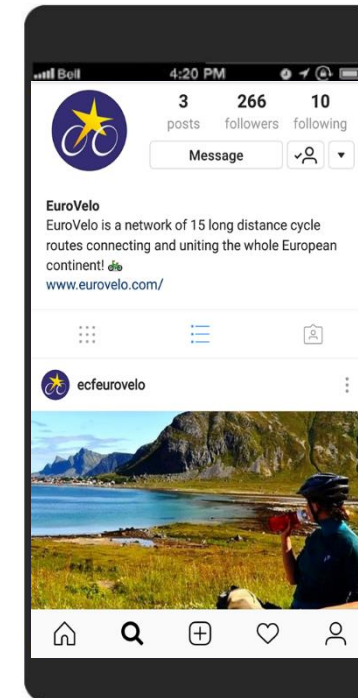 Bell 4:20 PM
3 266 10
posts followers following
Message
EuroVelo
EuroVelo is a network of 15 long distance cycle
routes connecting and uniting the whole European
continent!
www.eurovelo.com/
ecfeurovelo